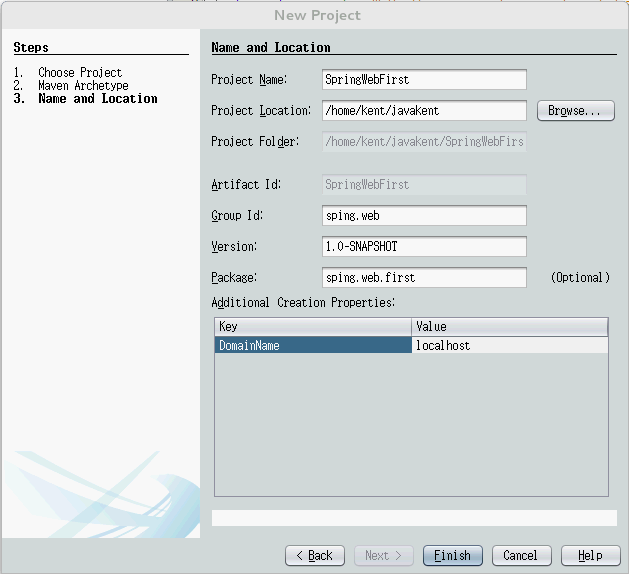 New Project
Steps
1. Choose Project
2. Maven Archetype
3. Name and Location
Name and Location
Project Name: SpringWebFirst
Project Location: /home/kent/javakent Browse...
Project Folder: /home/kent/javakent/SpringWebFirs
Artifact Id: SpringWebFirst
Group Id: sping.web
Version: 1.0-SNAPSHOT
Package: sping.web.first (Optional)
Additional Creation Properties:
Key Value
DomainName localhost
< Back Next > Finish Cancel Help